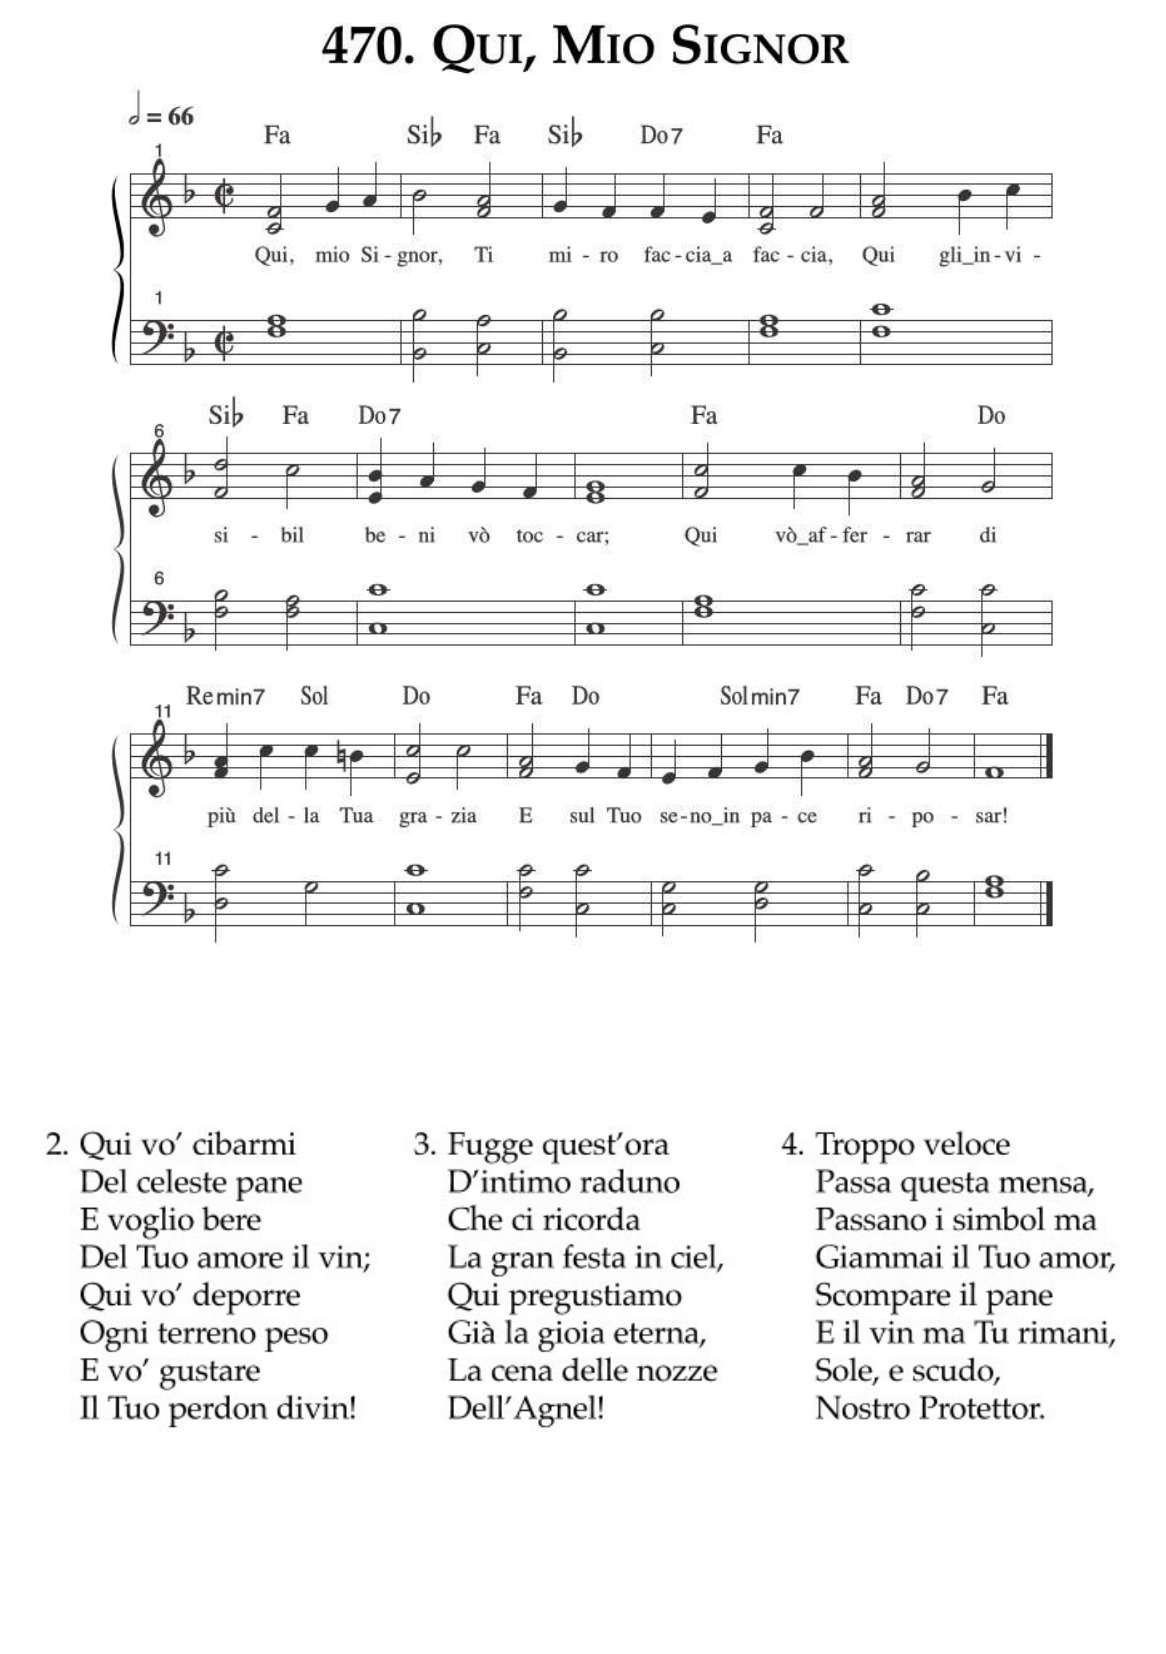 470. QUI, MIO SIGNOR
𝅗𝅥 = 66
Fa Si♭ Fa Si♭ Do7 Fa
1
Qui, mio Si - gnor, Ti mi - ro fac - cia_a fac - cia, Qui gli_in - vi -
1
Si♭ Fa Do7 Fa Do
6
si - bil be - ni vò toc - car; Qui vò_af - fer - rar di
6
Remin7 Sol Do Fa Do Solmin7 Fa Do7 Fa
11
più del - la Tua gra - zia E sul Tuo se - no_in pa - ce ri - po - sar!
11
2. Qui vo' cibarmi
Del celeste pane
E voglio bere
Del Tuo amore il vin;
Qui vo' deporre
Ogni terreno peso
E vo' gustare
Il Tuo perdon divin!
3. Fugge quest'ora
D'intimo raduno
Che ci ricorda
La gran festa in ciel,
Qui pregustiamo
Già la gioia eterna,
La cena delle nozze
Dell'Agnel!
4. Troppo veloce
Passa questa mensa,
Passano i simbol ma
Giammai il Tuo amor,
Scompare il pane
E il vin ma Tu rimani,
Sole, e scudo,
Nostro Protettor.